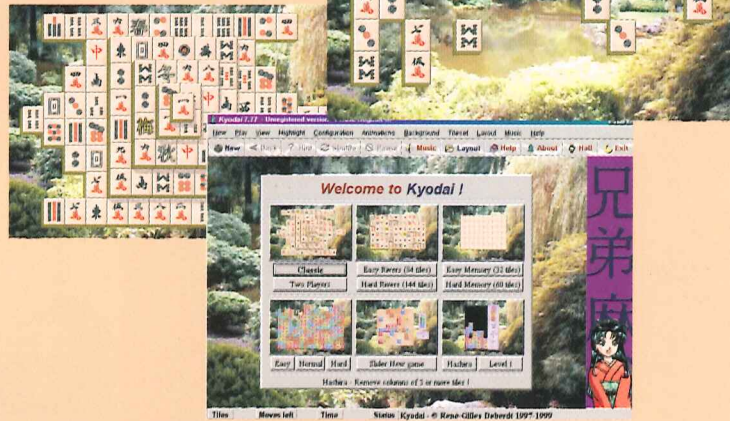 Kyodai 7.77 - Unregistered version
New Play View Highlight Configuration Animations Background Tileset Layout Music Help
New Back Hint Shuffle Pause Music Layout Help About Hall Exit
Welcome to Kyodai !
Classic
Easy Rivers (84 tiles)
Easy Memory (32 tiles)
Two Players
Hard Rivers (144 tiles)
Hard Memory (60 tiles)
Easy Normal Hard
Slider New game
Hashira
Level 1
Hashira - Remove columns of 3 or more tiles !
兄弟麻
Tiles Moves left Time Status Kyodai - © Rene-Gilles Deberdt 1997-1999